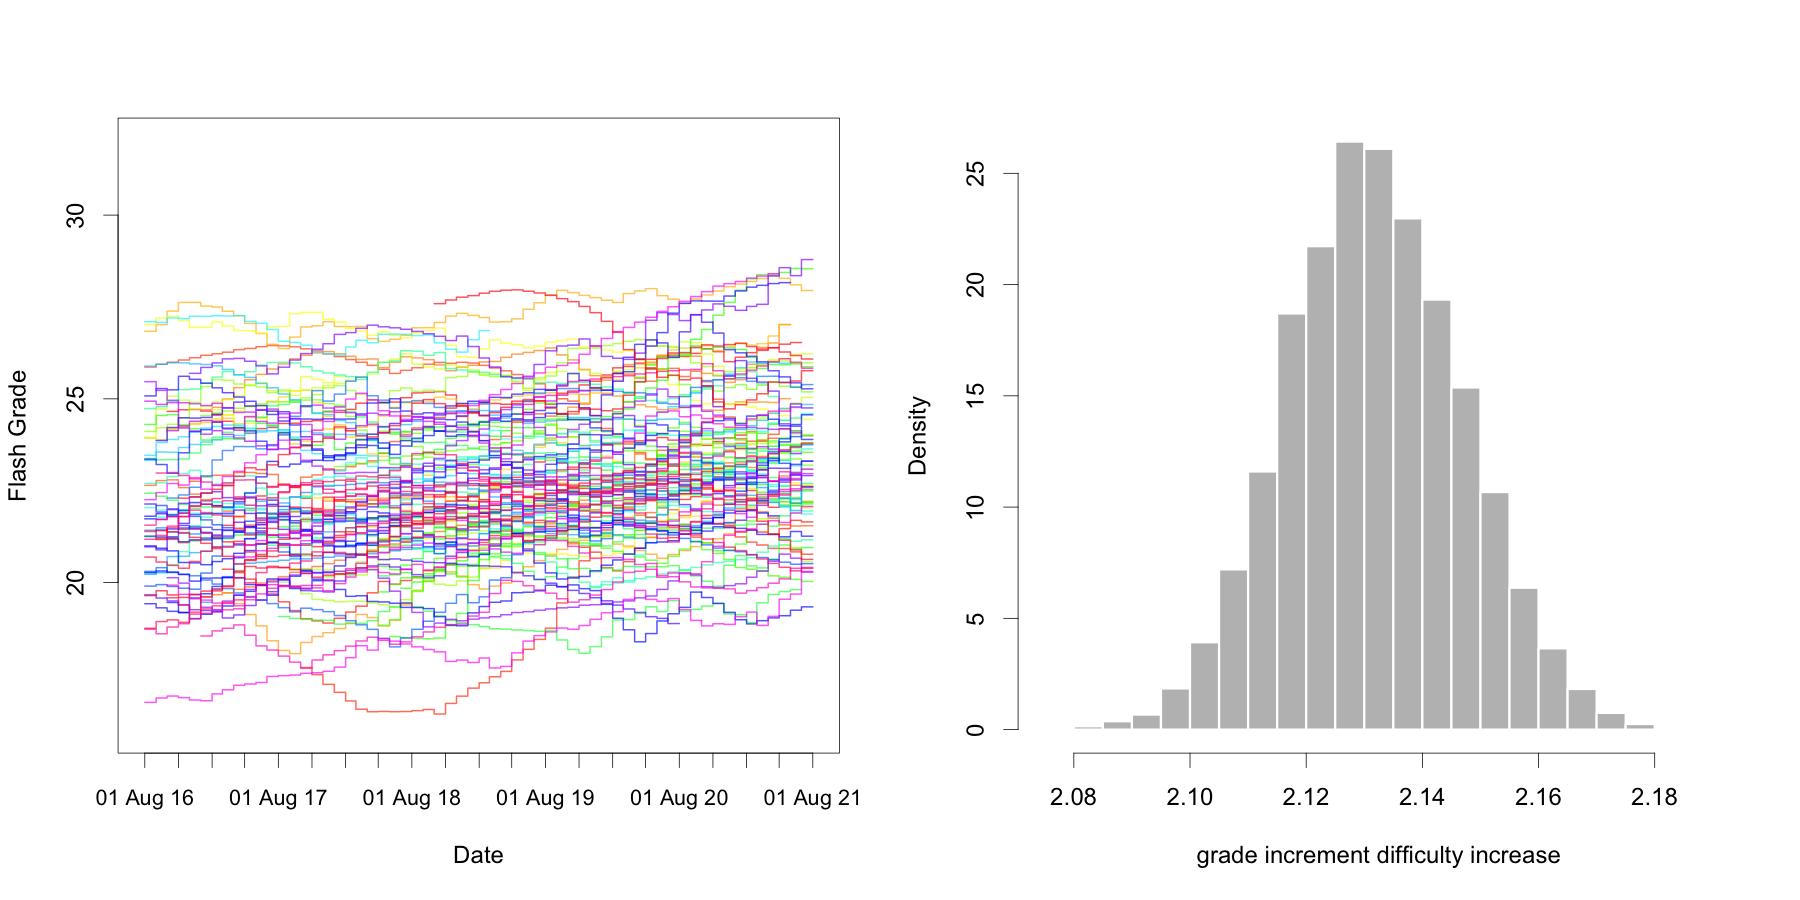 Flash Grade
30
25
20
01 Aug 16 01 Aug 17 01 Aug 18 01 Aug 19 01 Aug 20 01 Aug 21
Date
Density
25
20
15
10
5
0
2.08 2.10 2.12 2.14 2.16 2.18
grade increment difficulty increase